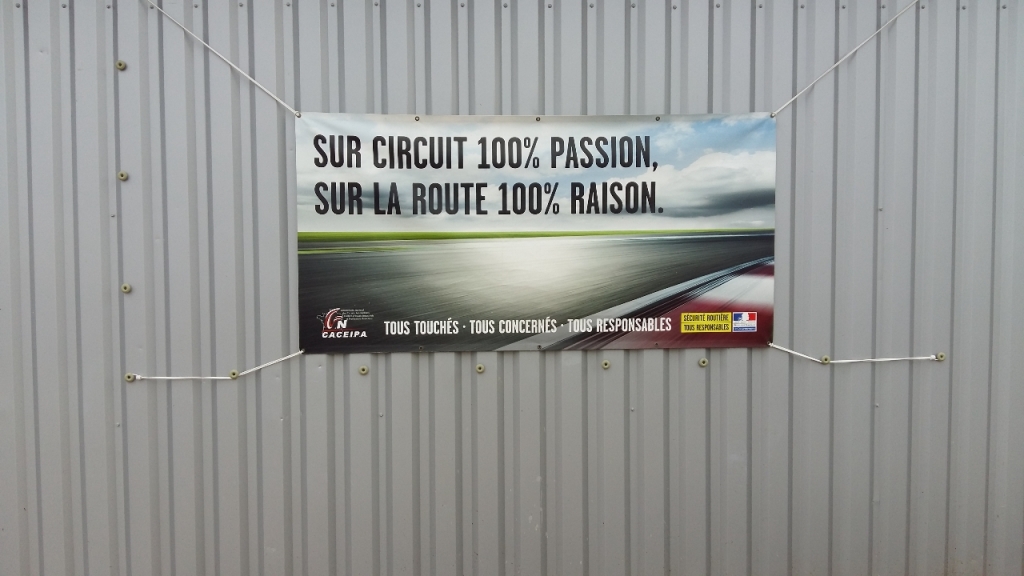 SUR CIRCUIT 100% PASSION,
SUR LA ROUTE 100% RAISON.
N
CACEIPA
TOUS TOUCHÉS · TOUS CONCERNÉS · TOUS RESPONSABLES
SÉCURITÉ ROUTIÈRE
TOUS RESPONSABLES